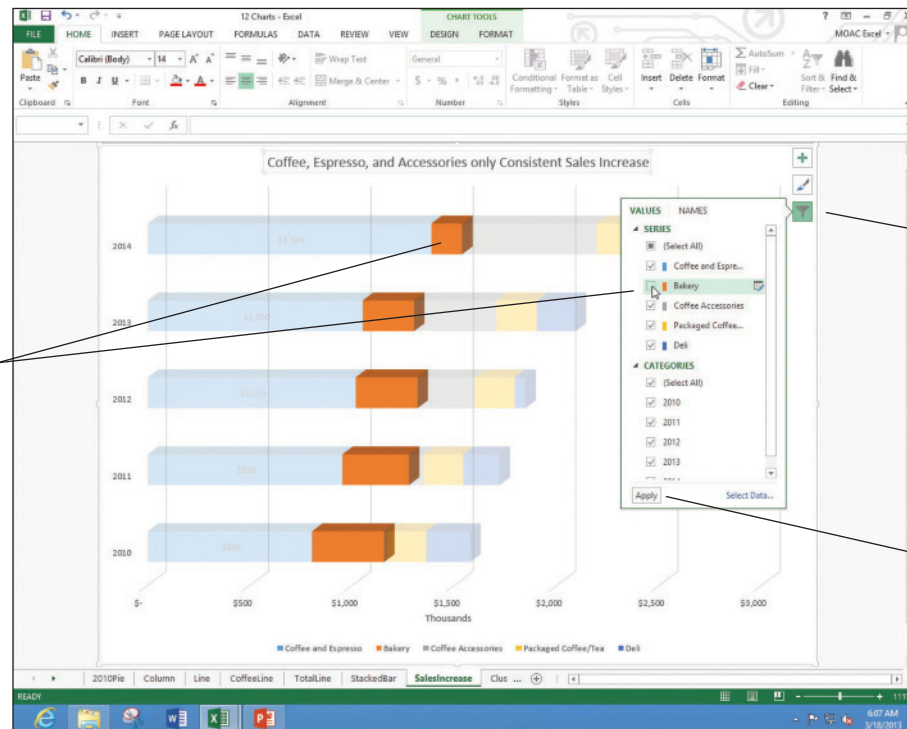 12 Charts - Excel
CHART TOOLS
FILE HOME INSERT PAGE LAYOUT FORMULAS DATA REVIEW VIEW DESIGN FORMAT MOAC Excel
Paste
Calibri (Body) 14 A A
B I U A
Wrap Text
Merge & Center
General
$ - % ,
Conditional Formatting
Format as Table
Cell Styles
Insert Delete Format
AutoSum
Fill
Clear
Sort & Filter
Find & Select
Clipboard Font Alignment Number Styles Cells Editing
fx
Coffee, Espresso, and Accessories only Consistent Sales Increase
2014
2013
2012
2011
2010
$- $500 $1,000 $1,500 $2,000 $2,500 $3,000
Thousands
Coffee and Espresso Bakery Coffee Accessories Packaged Coffee/Tea Deli
VALUES NAMES
SERIES
(Select All)
Coffee and Espre...
Bakery
Coffee Accessories
Packaged Coffee...
Deli
CATEGORIES
(Select All)
2010
2011
2012
2013
Apply Select Data...
2010Pie Column Line CoffeeLine TotalLine StackedBar SalesIncrease Clus ...
READY
6:07 AM
3/18/2013